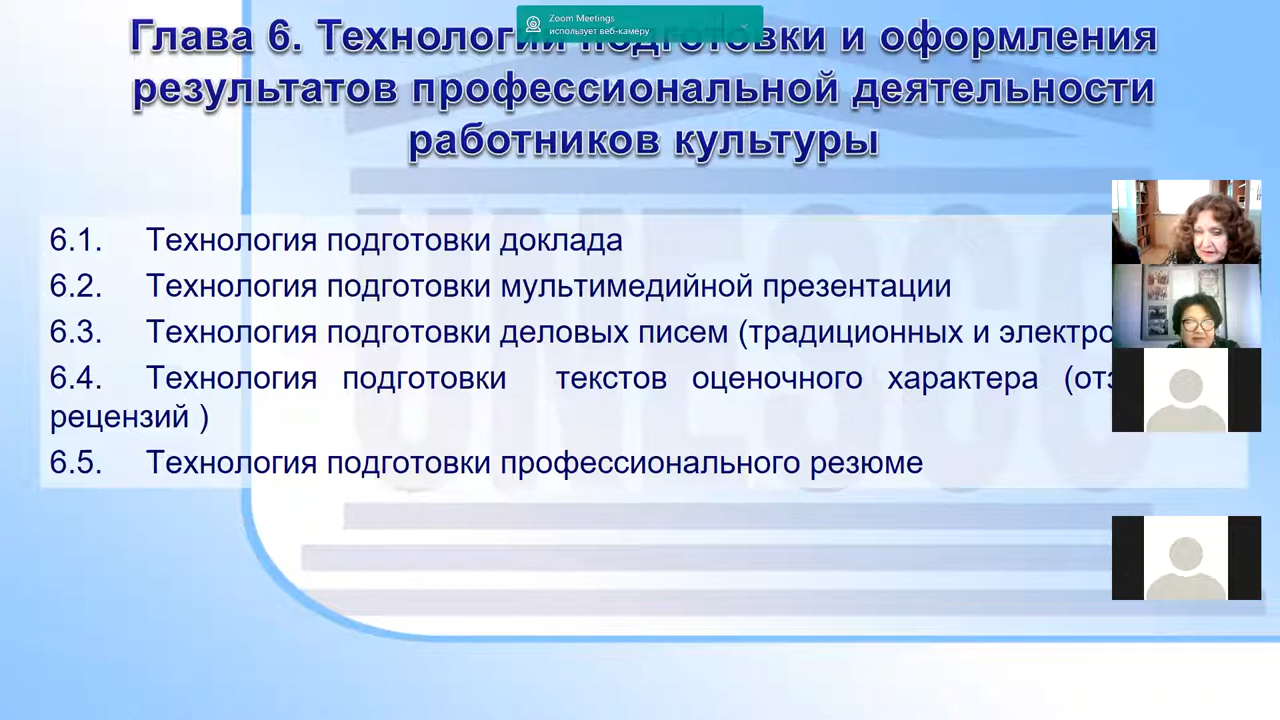 Zoom Meetings
использует веб-камеру
Глава 6. Технологии подготовки и оформления
результатов профессиональной деятельности
работников культуры
6.1. Технология подготовки доклада
6.2. Технология подготовки мультимедийной презентации
6.3. Технология подготовки деловых писем (традиционных и электро
6.4. Технология подготовки текстов оценочного характера (от
рецензий )
6.5. Технология подготовки профессионального резюме
UNESCO